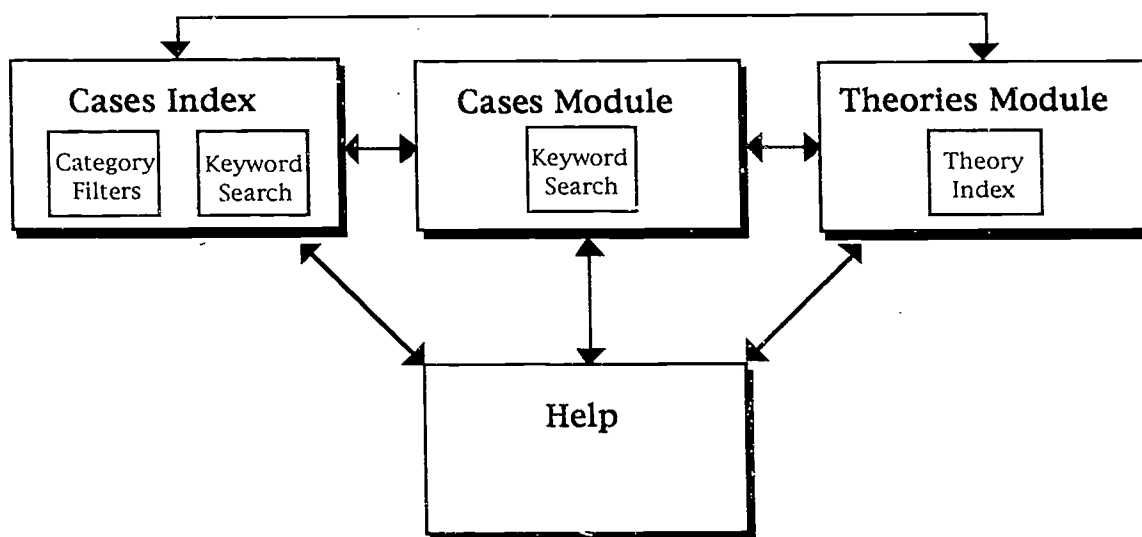 Cases Index
Category
Filters
Keyword
Search
Cases Module
Keyword
Search
Theories Module
Theory
Index
Help